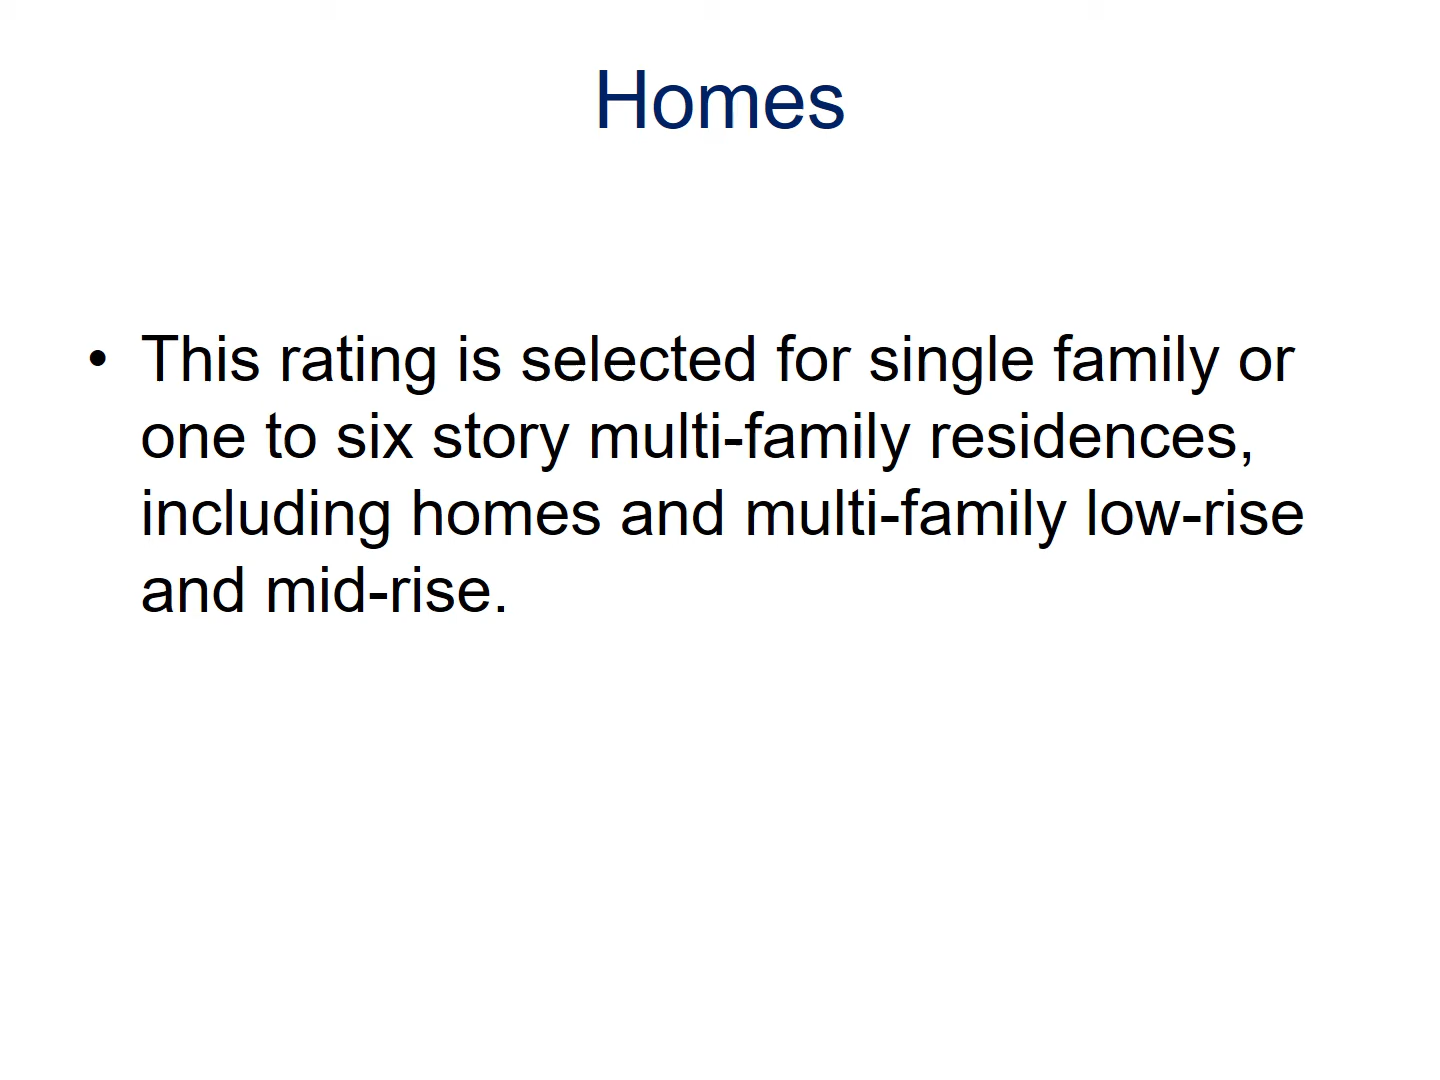 Homes
• This rating is selected for single family or
one to six story multi-family residences,
including homes and multi-family low-rise
and mid-rise.